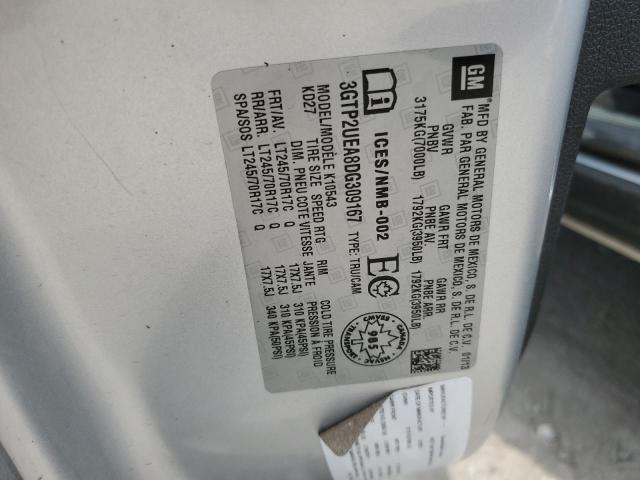 GM
MFD BY GENERAL MOTORS DE MEXICO, S. DE R.L. DE C.V. 01/13
FAB. PAR GENERAL MOTORS DE MEXICO, S. DE R.L. DE C.V.
GVWR GAWR FRT GAWR RR
PNBV PNBE AV. PNBE ARR.
3175KG(7000LB) 1792KG(3950LB) 1792KG(3950LB)
i ICES/NMB-002 EC
3GTP2UEA8DG309167 TYPE: TRU/CAM
CMVSS CANADA
985
TRANSPORT NSVAC
MODEL/MODÈLE K10543
KD27- TIRE SIZE SPEED RTG RIM COLD TIRE PRESSURE
DIM. PNEU COTE VITESSE JANTE PRESSION À FROID
FRT/AV. LT245/70R17C Q 17X7.5J 310 KPA(45PSI)
RR/ARR. LT245/70R17C Q 17X7.5J 310 KPA(45PSI)
SPA/SOS LT245/70R17C Q 17X7.5J 340 KPA(50PSI)